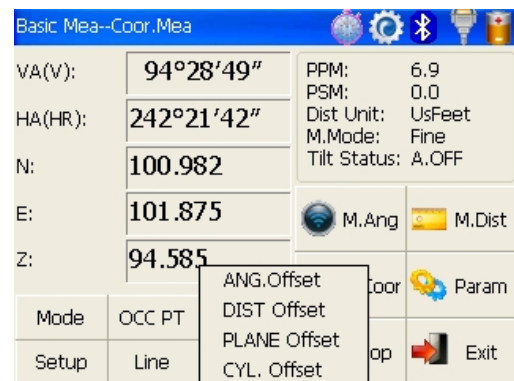 Basic Mea--Coor.Mea
VA(V): 94°28′49″
HA(HR): 242°21′42″
N: 100.982
E: 101.875
Z: 94.585
PPM: 6.9
PSM: 0.0
Dist Unit: UsFeet
M.Mode: Fine
Tilt Status: A.OFF
M.Ang M.Dist
Param
Mode OCC PT
Setup Line Exit
ANG.Offset
DIST Offset
PLANE Offset
CYL. Offset